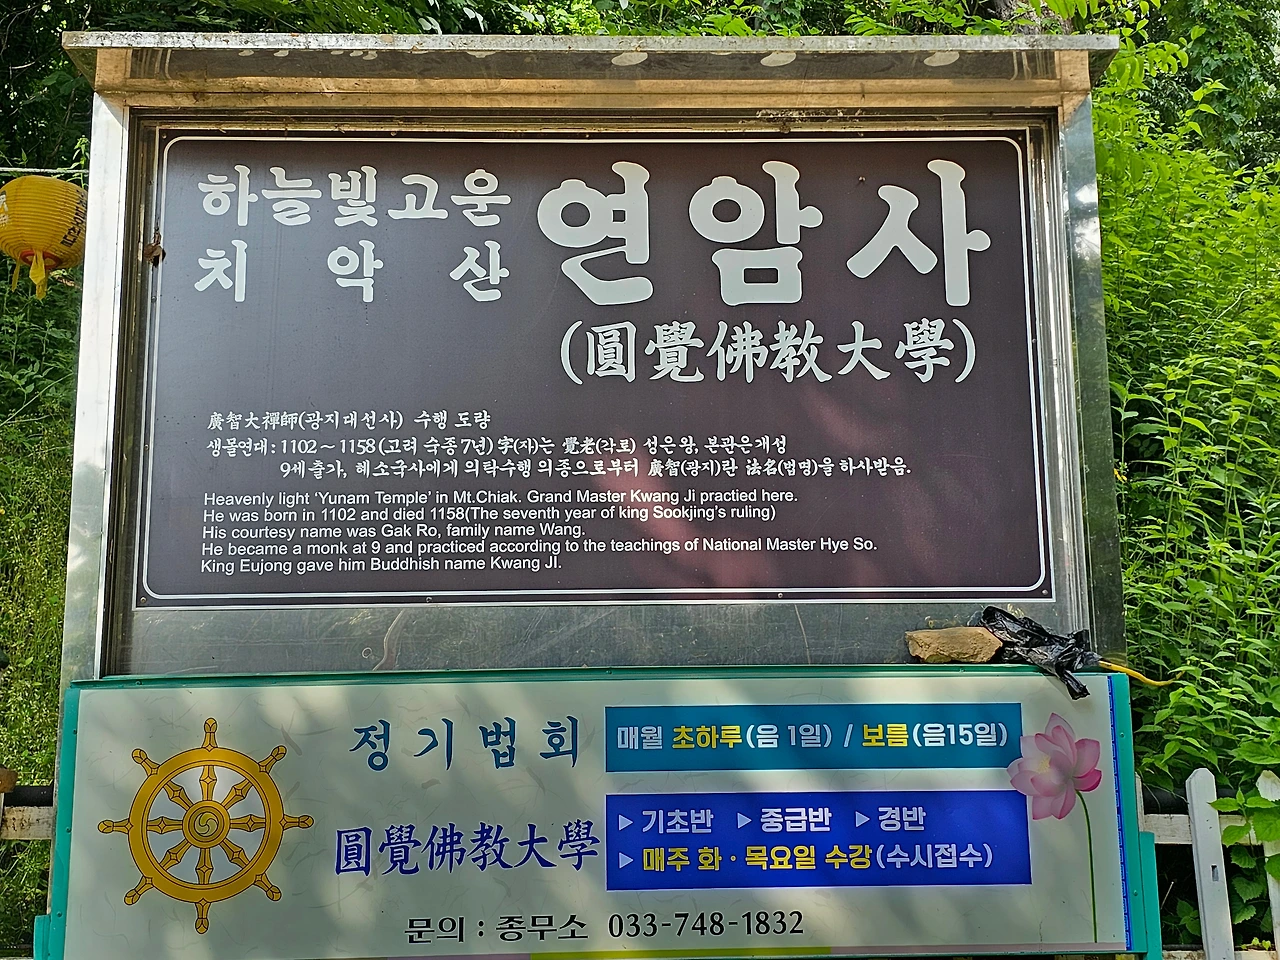 하늘빛고운
치악산
연암사
(圓覺佛教大學)
廣智大禪師(광지대선사) 수행 도량
생몰연대 : 1102 ~ 1158 (고려 숙종 7년) 字(자)는 覺老(각로) 성은 왕, 본관은 개성
9세 출가, 혜소국사에게 의탁수행 의종으로부터 廣智(광지)란 法名(법명)을 하사받음.
Heavenly light ‘Yunam Temple’ in Mt.Chiak. Grand Master Kwang Ji practied here.
He was born in 1102 and died 1158(The seventh year of king Sookjing’s ruling)
His courtesy name was Gak Ro, family name Wang.
He became a monk at 9 and practiced according to the teachings of National Master Hye So.
King Eujong gave him Buddhish name Kwang JI.
정기법회
매월 초하루(음 1일) / 보름(음15일)
圓覺佛教大學
▷ 기초반 ▷ 중급반 ▷ 경반
▷ 매주 화 · 목요일 수강(수시접수)
문의 : 종무소 033-748-1832